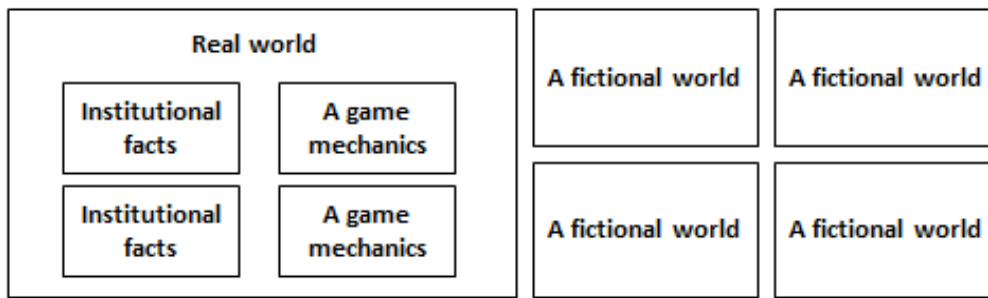 Real world
Institutional
facts
A game
mechanics
Institutional
facts
A game
mechanics
A fictional world
A fictional world
A fictional world
A fictional world